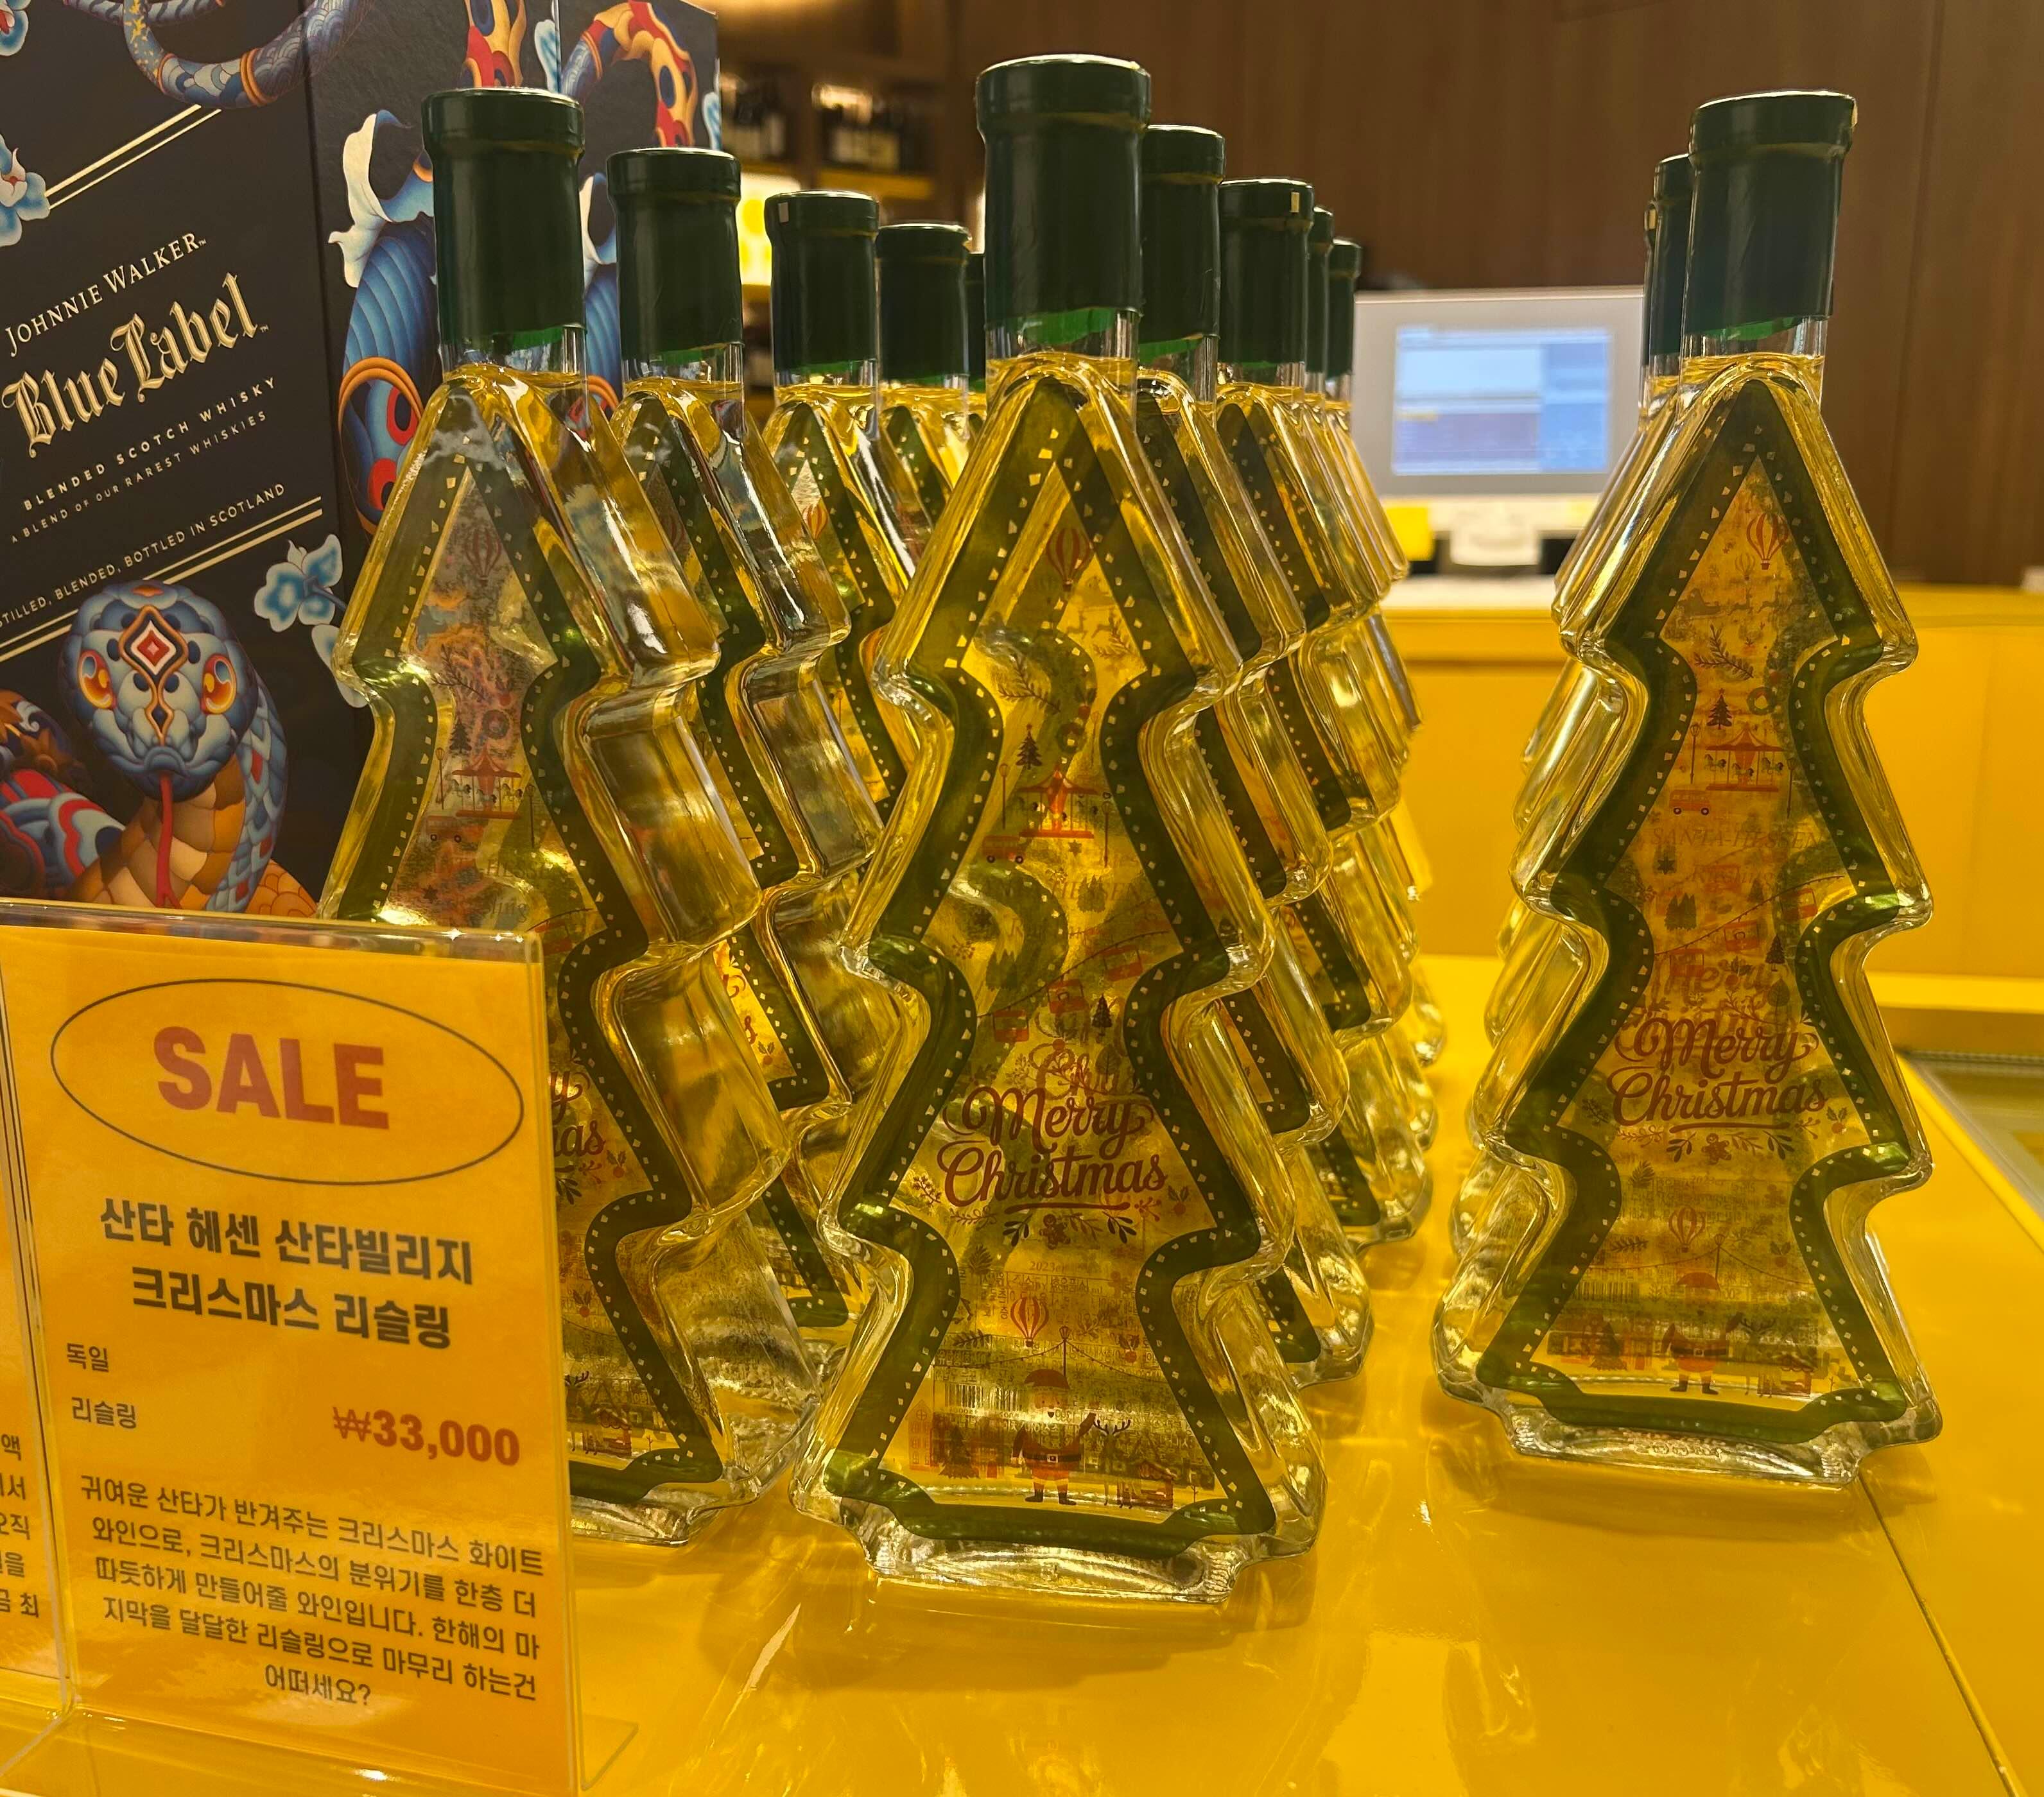 JOHNNIE WALKER™
Blue Label™
BLENDED SCOTCH WHISKY
A BLEND OF OUR RAREST WHISKIES
DISTILLED, BLENDED, BOTTLED IN SCOTLAND
SALE
산타 헤센 산타빌리지
크리스마스 리슬링
독일
리슬링
₩33,000
귀여운 산타가 반겨주는 크리스마스 화이트
와인으로, 크리스마스의 분위기를 한층 더
따듯하게 만들어줄 와인입니다. 한해의 마
지막을 달달한 리슬링으로 마무리 하는건
어떠세요?
Merry
Christmas
Merry
Christmas